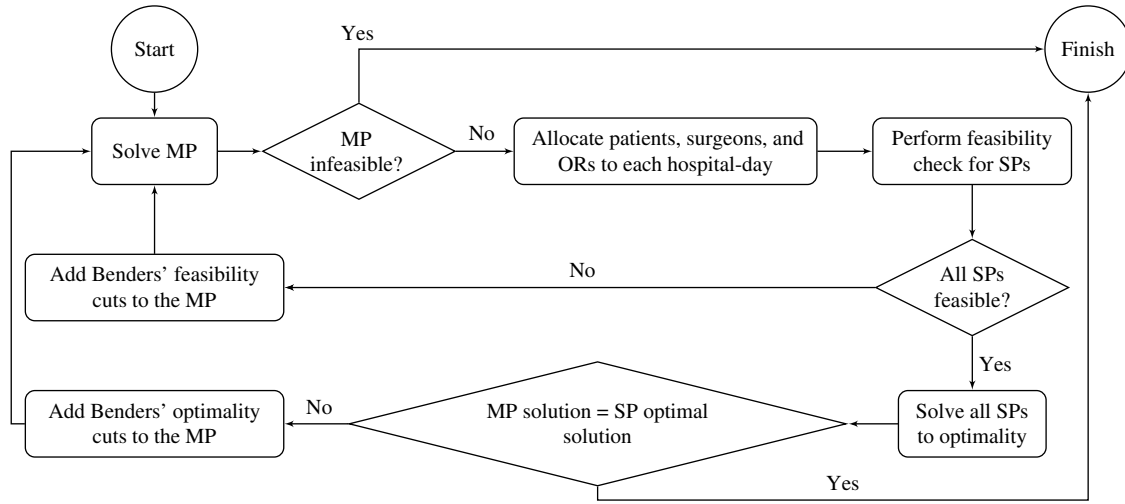 Start
Yes
Finish
Solve MP
MP
infeasible?
No
Allocate patients, surgeons, and
ORs to each hospital-day
Perform feasibility
check for SPs
Add Benders’ feasibility
cuts to the MP
No
All SPs
feasible?
Yes
Add Benders’ optimality
cuts to the MP
No
MP solution = SP optimal
solution
Solve all SPs
to optimality
Yes